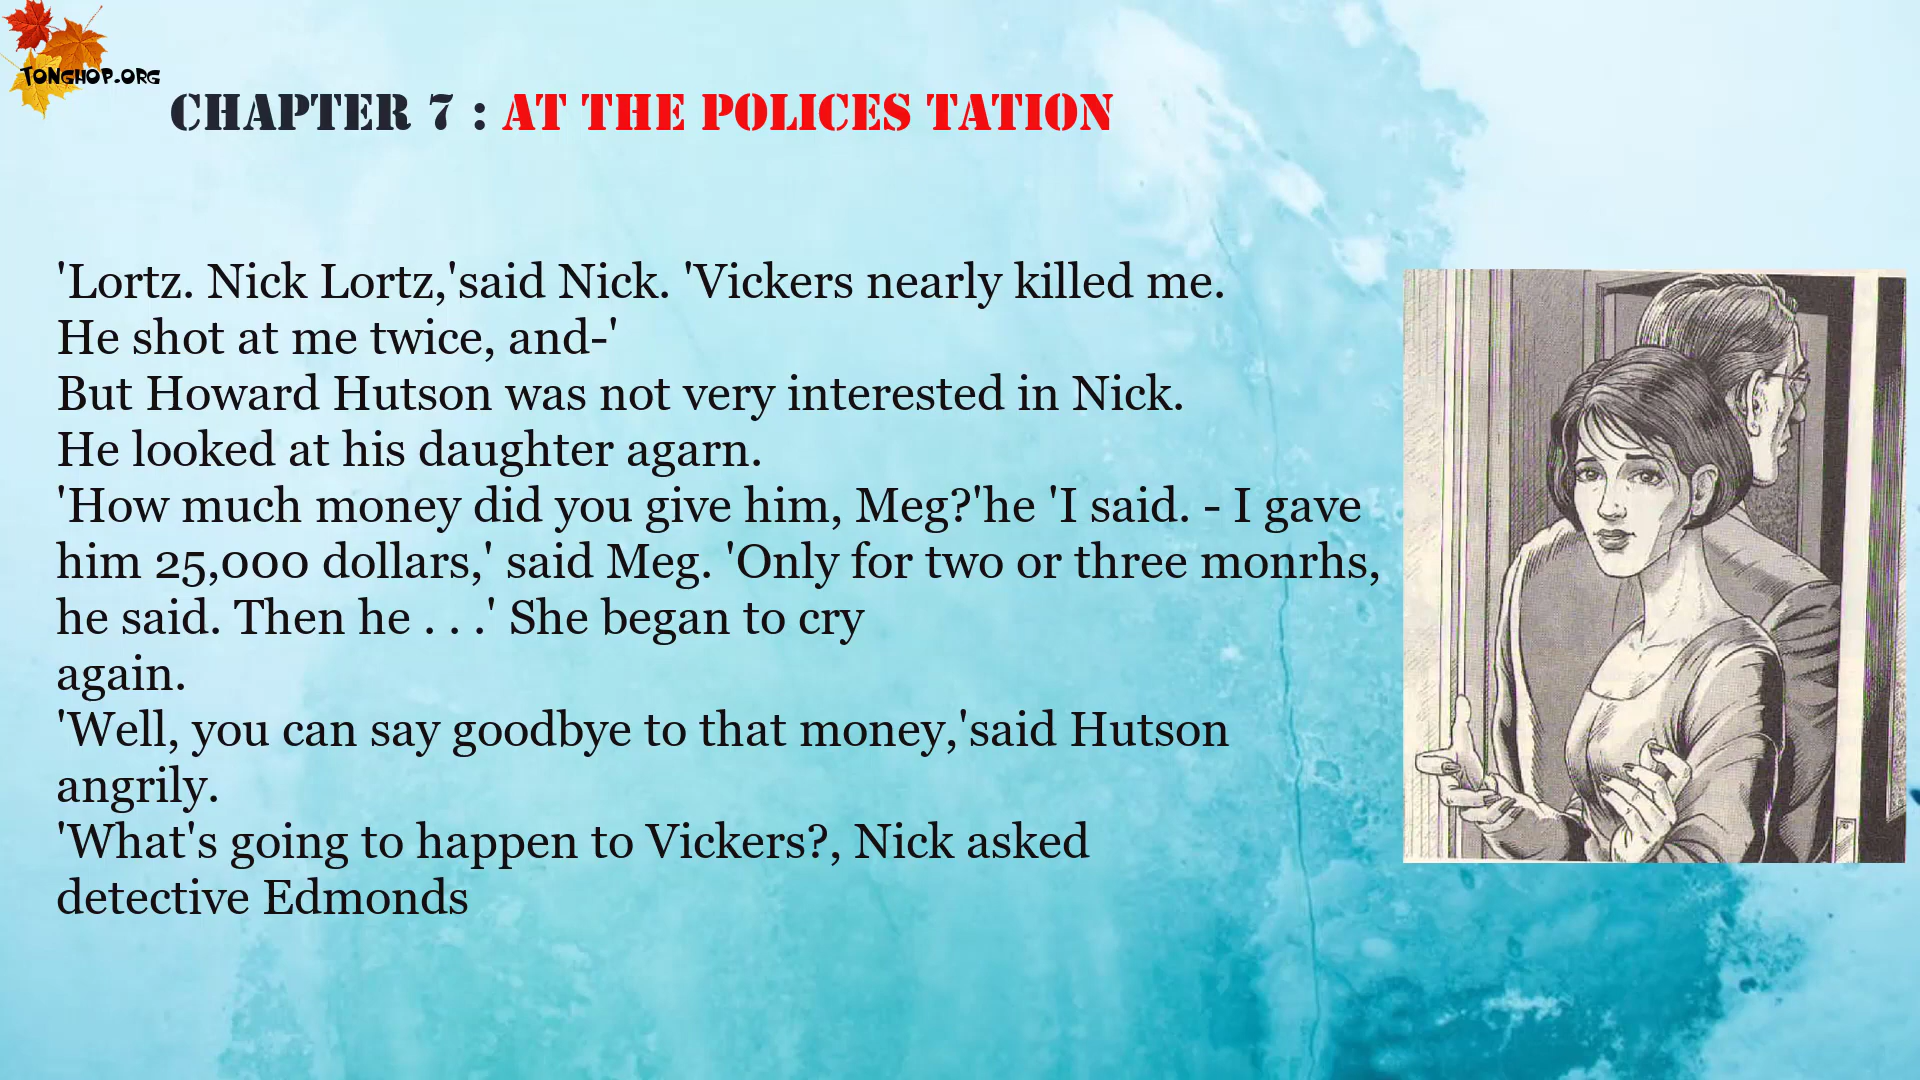 TONGHOP.ORG
CHAPTER 7 : AT THE POLICES TATION
'Lortz. Nick Lortz,'said Nick. 'Vickers nearly killed me.
He shot at me twice, and-'
But Howard Hutson was not very interested in Nick.
He looked at his daughter agarn.
'How much money did you give him, Meg?'he 'I said. - I gave
him 25,000 dollars,' said Meg. 'Only for two or three monrhs,
he said. Then he . . .' She began to cry
again.
'Well, you can say goodbye to that money,'said Hutson
angrily.
'What's going to happen to Vickers?, Nick asked
detective Edmonds